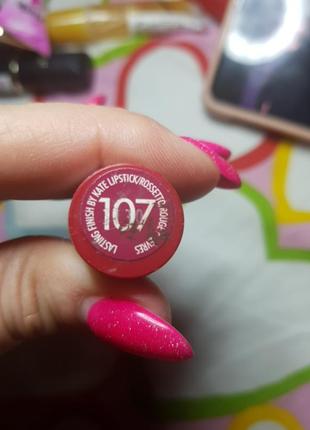 LASTING FINISH BY KATE LIPSTICK/ROSSETTO. ROUGE
107